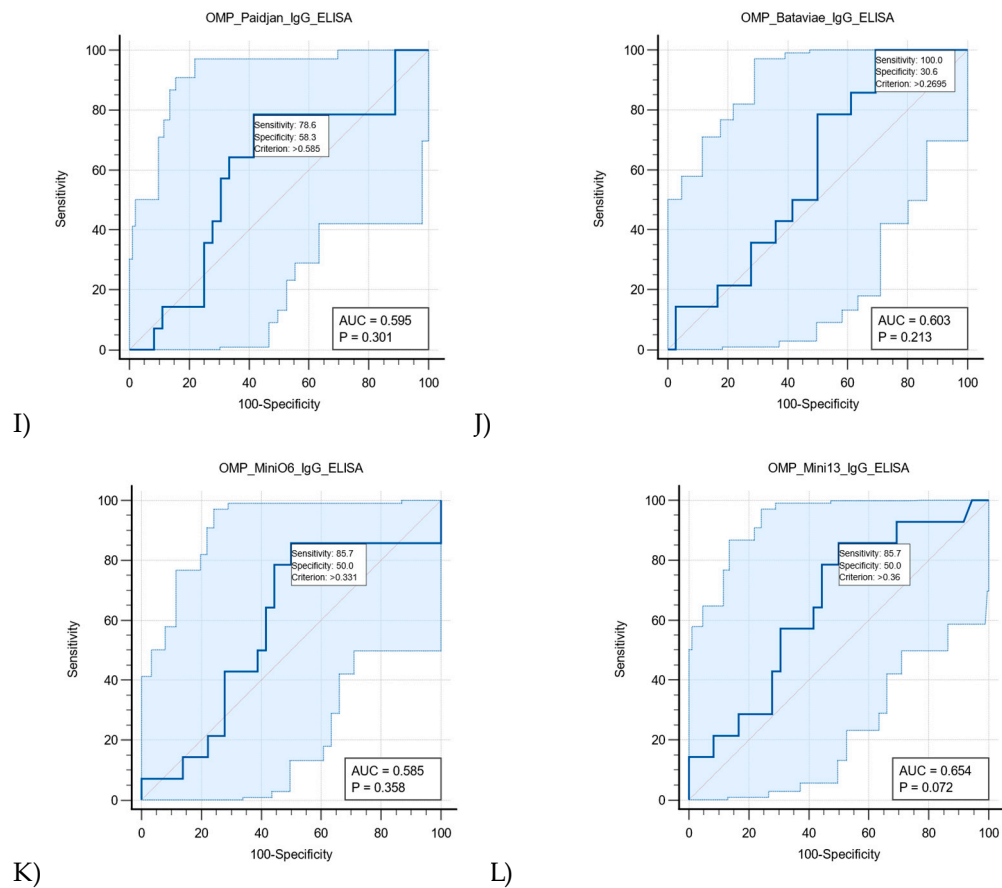 OMP_Paidjan_IgG_ELISA
100
80
60
40
20
0
Sensitivity
Sensitivity: 78.6
Specificity: 58.3
Criterion: >0.585
AUC = 0.595
P = 0.301
0 20 40 60 80 100
100-Specificity
I)
OMP_Bataviae_IgG_ELISA
100
80
60
40
20
0
Sensitivity
Sensitivity: 100.0
Specificity: 30.6
Criterion: >0.2695
AUC = 0.603
P = 0.213
0 20 40 60 80 100
100-Specificity
J)
OMP_MiniO6_IgG_ELISA
100
80
60
40
20
0
Sensitivity
Sensitivity: 85.7
Specificity: 50.0
Criterion: >0.331
AUC = 0.585
P = 0.358
0 20 40 60 80 100
100-Specificity
K)
OMP_Mini13_IgG_ELISA
100
80
60
40
20
0
Sensitivity
Sensitivity: 85.7
Specificity: 50.0
Criterion: >0.36
AUC = 0.654
P = 0.072
0 20 40 60 80 100
100-Specificity
L)